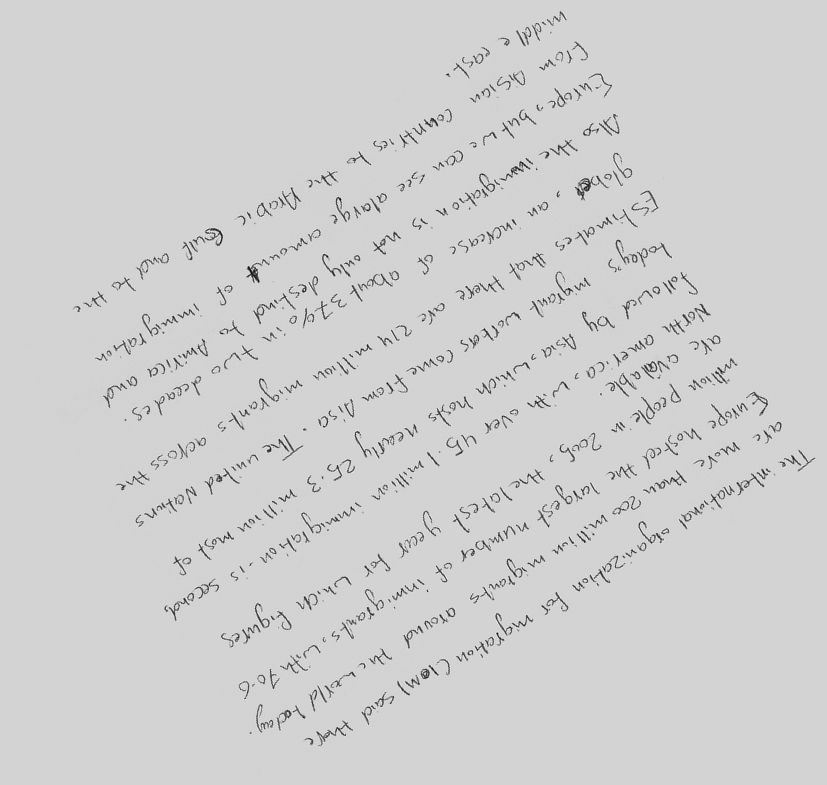 The international organization for migration (IOM) said there
are more than 200 million migrants around the world today.
Europe hosted the largest number of immigrants, with 70.6
million people in 2005, the latest year for which figures
are avaiable.
North america, with over 45.1 million immigration. is second,
followed by Asia, which hosts nearly 25.3 million most of
today's migrant workers come from Aisa. The united Nations
Estimates that there are 214 million migrants across the
globe, an increase of about 37% in two decades.
Also the immigration is not only destind to Amirica and
Europe, but we can see alarge amount of immigration
from Asian countries to the Arabic Gulf and to the
middle east.